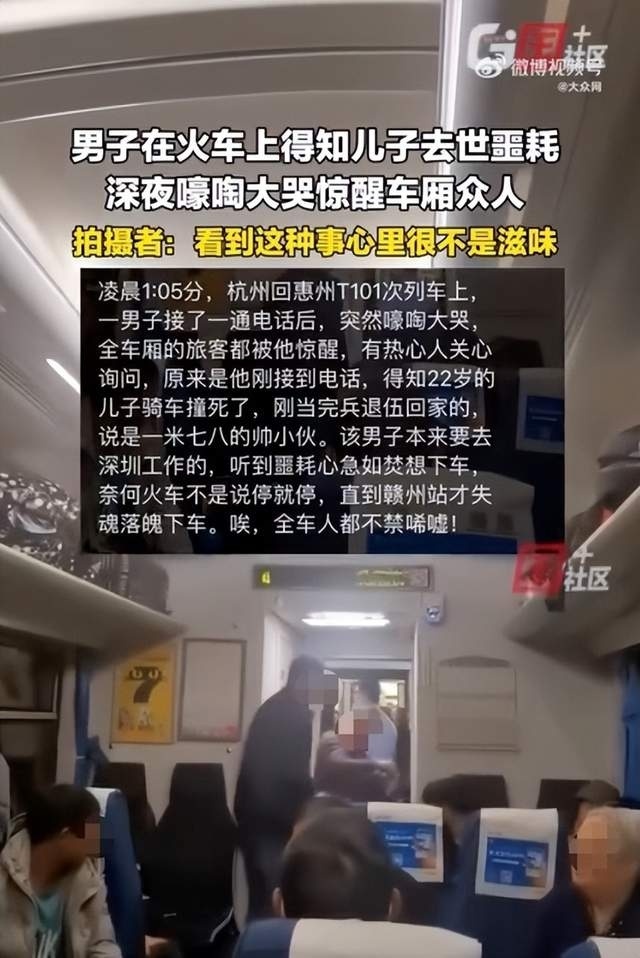 社区
微博视频号
@大众网
男子在火车上得知儿子去世噩耗
深夜嚎啕大哭惊醒车厢众人
拍摄者：看到这种事心里很不是滋味
凌晨1:05分，杭州回惠州T101次列车上，
一男子接了一通电话后，突然嚎啕大哭，
全车厢的旅客都被他惊醒，有热心人关心
询问，原来是他刚接到电话，得知22岁的
儿子骑车撞死了，刚当完兵退伍回家的，
说是一米七八的帅小伙。该男子本来要去
深圳工作的，听到噩耗心急如焚想下车，
奈何火车不是说停就停，直到赣州站才失
魂落魄下车。唉，全车人都不禁唏嘘！
社区